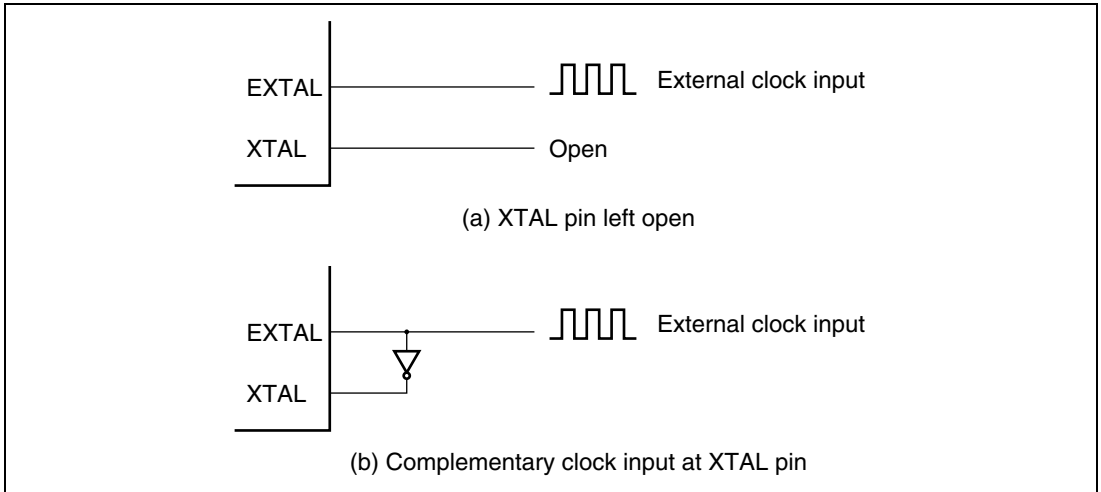 EXTAL
External clock input
XTAL
Open
(a) XTAL pin left open
EXTAL
External clock input
XTAL
(b) Complementary clock input at XTAL pin